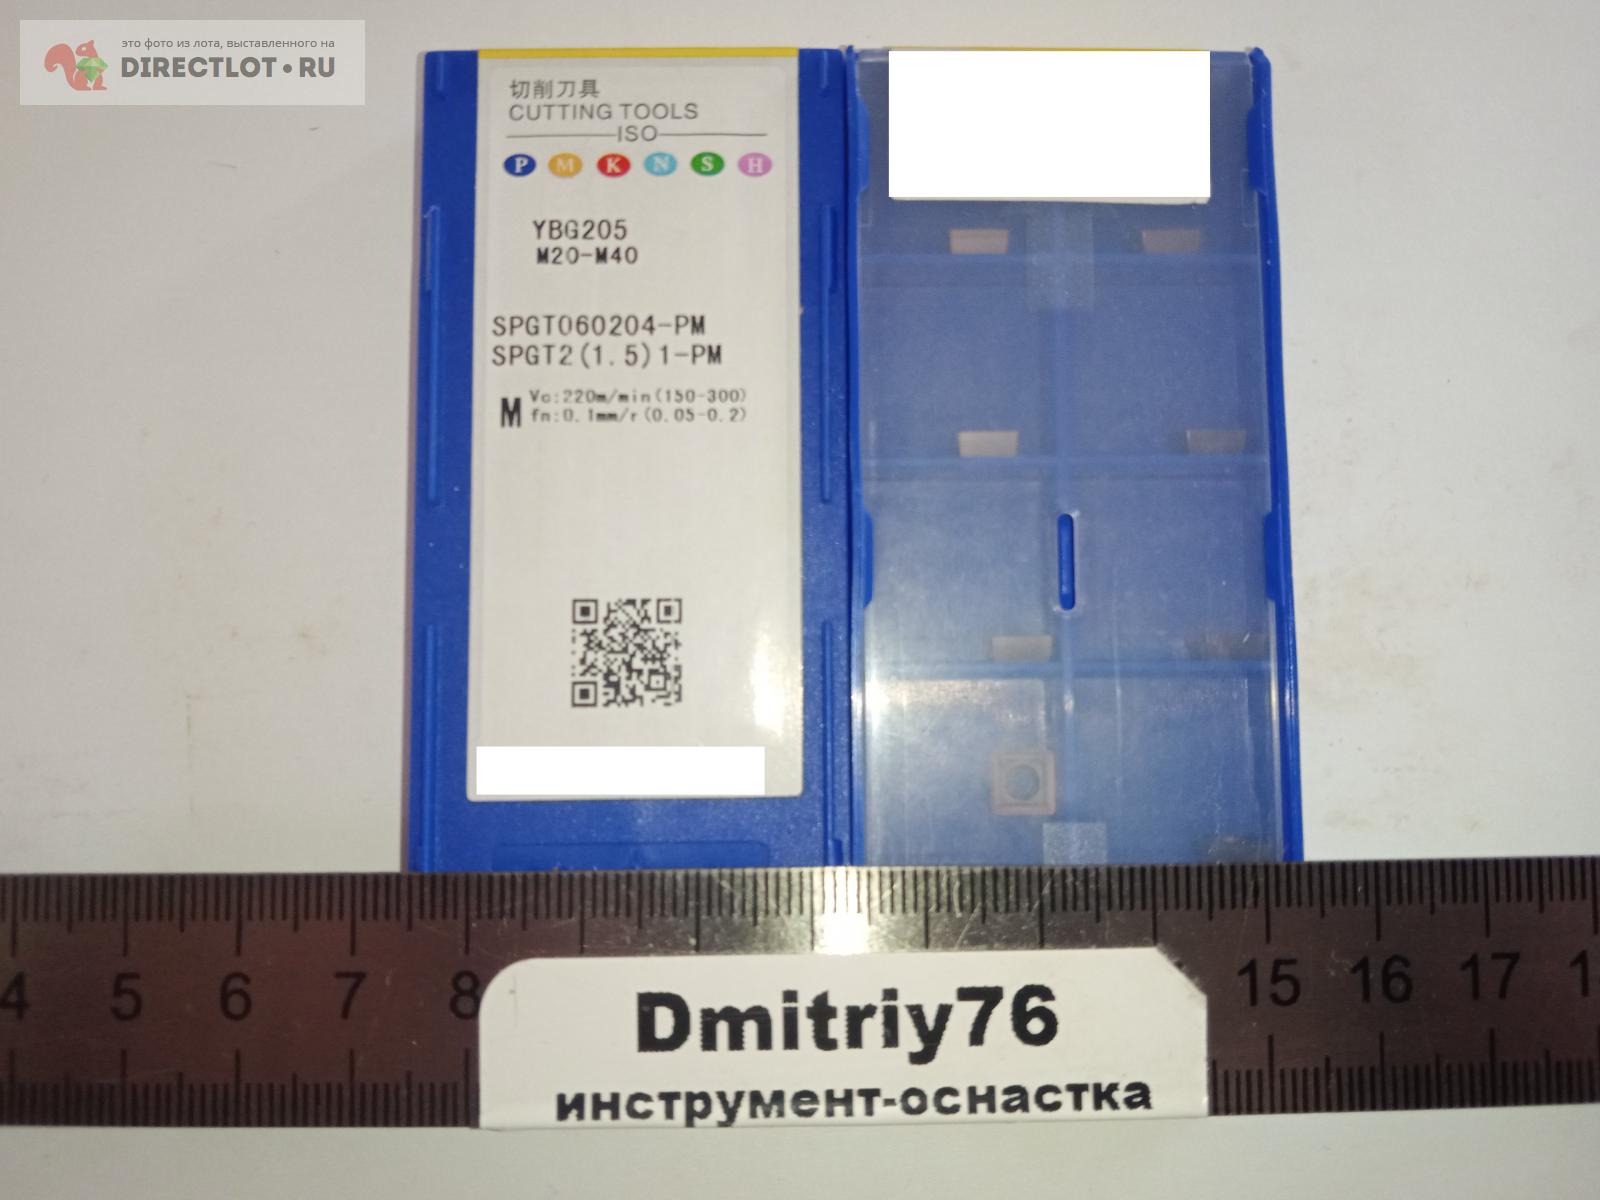 это фото из лота, выставленного на
DIRECTLOT•RU
切削刀具
CUTTING TOOLS
ISO
P M K N S H
YBG205
M20-M40
SPGT060204-PM
SPGT2(1.5)1-PM
M Vc:220m/min(150-300)
fn:0.1mm/r(0.05-0.2)
4 5 6 7 8 15 16 17 1
Dmitriy76
инструмент-оснастка